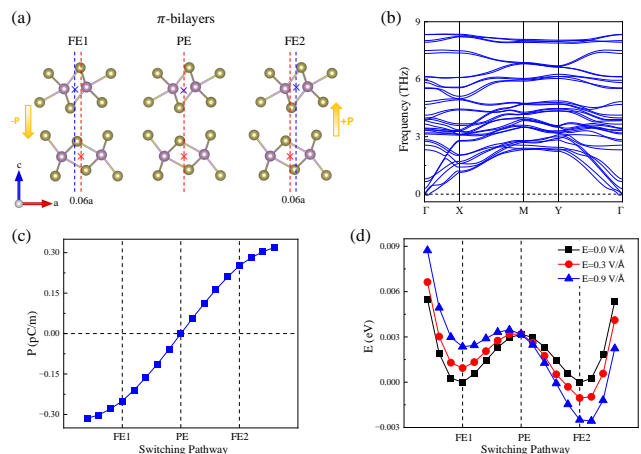 (a)
π-bilayers
FE1
PE
FE2
-P
+P
c
a
0.06a
0.06a
(b)
Frequency (THz)
9
6
3
0
Γ
X
M
Y
Γ
(c)
P (pC/m)
0.30
0.15
0.00
-0.15
-0.30
FE1
PE
FE2
Switching Pathway
(d)
E (eV)
0.009
0.006
0.003
0.000
-0.003
E=0.0 V/Å
E=0.3 V/Å
E=0.9 V/Å
FE1
PE
FE2
Switching Pathway